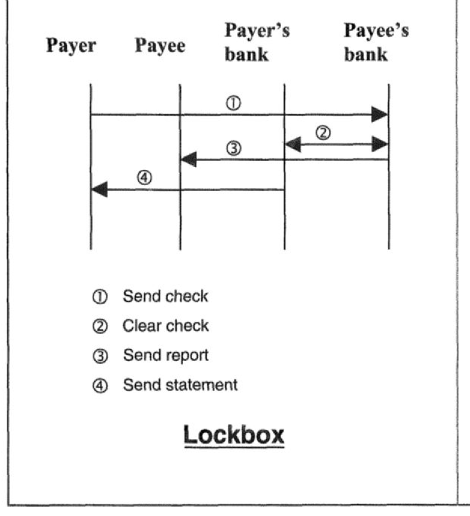 Payer Payee Payer's bank Payee's bank
①
②
③
④
① Send check
② Clear check
③ Send report
④ Send statement
Lockbox